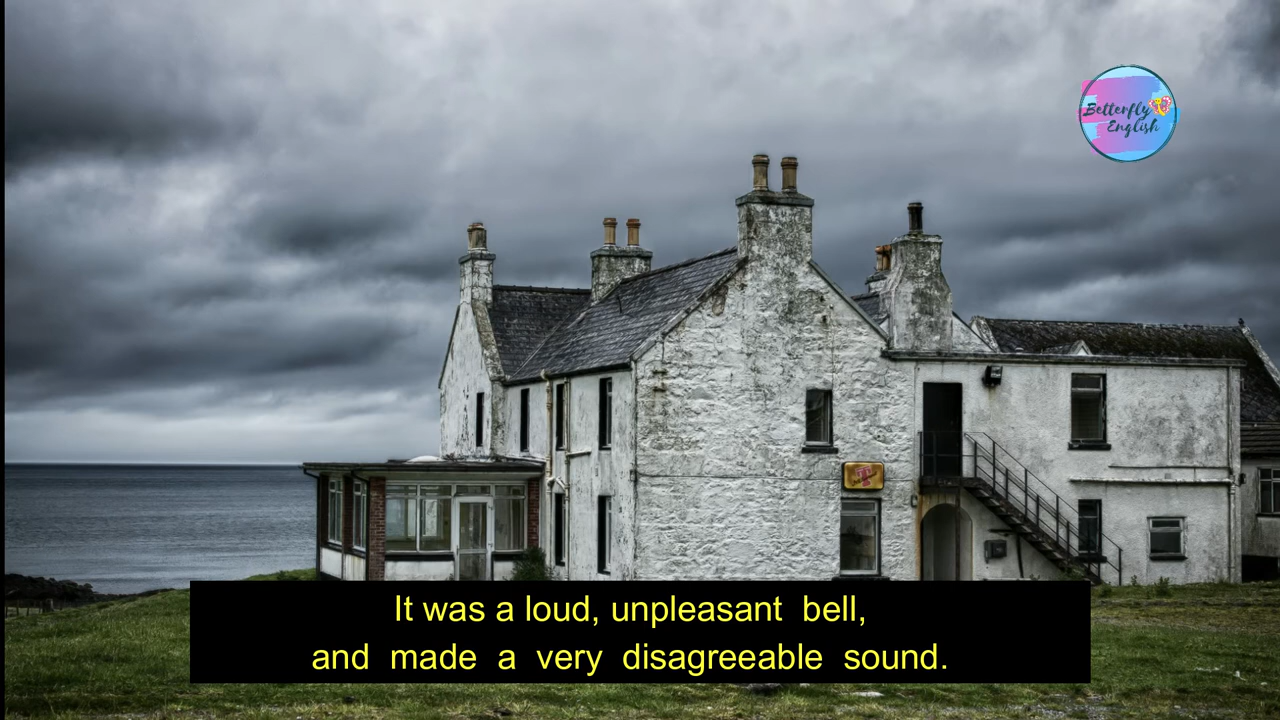 Betterfly
English
It was a loud, unpleasant bell,
and made a very disagreeable sound.